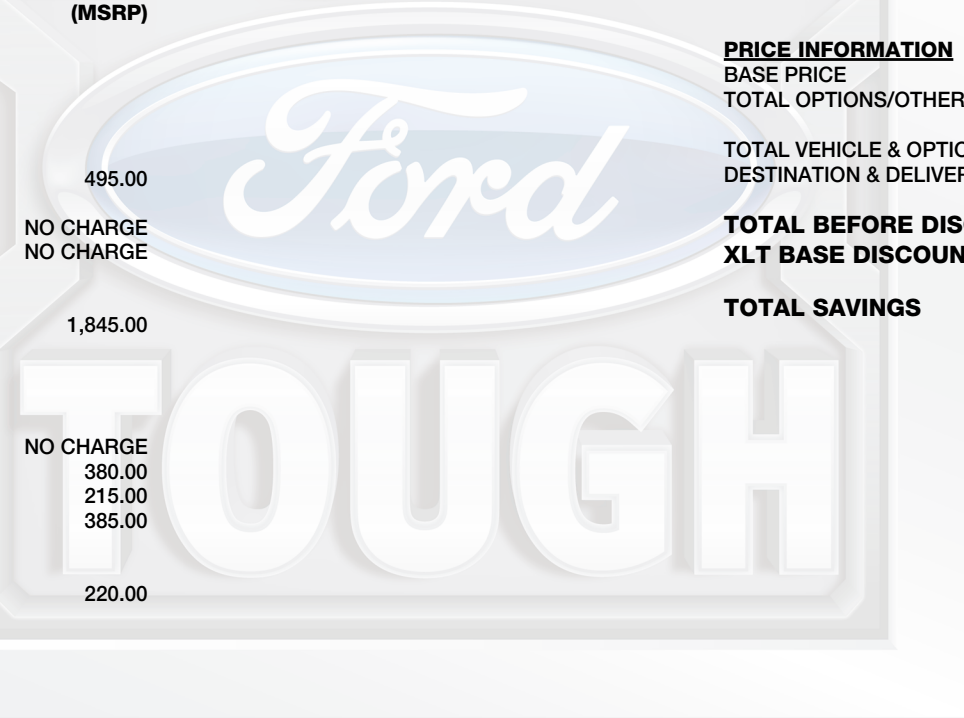 (MSRP)
495.00
NO CHARGE
NO CHARGE
1,845.00
NO CHARGE
380.00
215.00
385.00
220.00
PRICE INFORMATION
BASE PRICE
TOTAL OPTIONS/OTHER
TOTAL VEHICLE & OPTIO
DESTINATION & DELIVER
TOTAL BEFORE DISC
XLT BASE DISCOUN
TOTAL SAVINGS
Ford
TOUGH